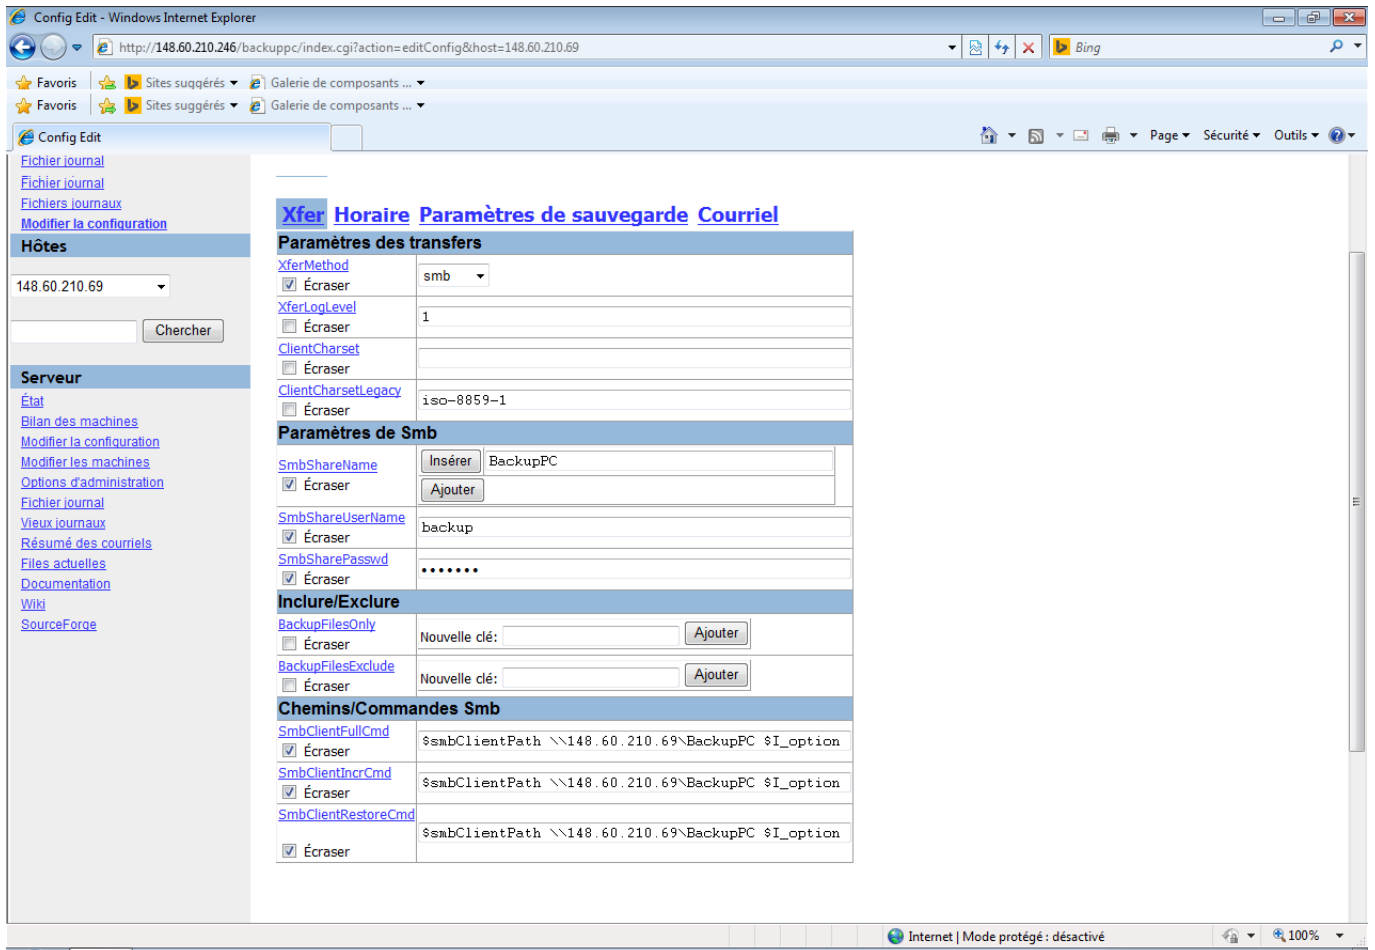 Config Edit - Windows Internet Explorer
http://148.60.210.246/backuppc/index.cgi?action=editConfig&host=148.60.210.69
Bing
Favoris Sites suggérés Galerie de composants ...
Favoris Sites suggérés Galerie de composants ...
Config Edit
Page Sécurité Outils
Fichier journal
Fichier journal
Fichiers journaux
Modifier la configuration
Hôtes
148.60.210.69
Chercher
Serveur
État
Bilan des machines
Modifier la configuration
Modifier les machines
Options d'administration
Fichier journal
Vieux journaux
Résumé des courriels
Files actuelles
Documentation
Wiki
SourceForge
Xfer Horaire Paramètres de sauvegarde Courriel
Paramètres des transfers
XferMethod
Écraser
smb
XferLogLevel
Écraser
1
ClientCharset
Écraser
ClientCharsetLegacy
Écraser
iso-8859-1
Paramètres de Smb
SmbShareName
Écraser
Insérer BackupPC
Ajouter
SmbShareUserName
Écraser
backup
SmbSharePasswd
Écraser
•••••••
Inclure/Exclure
BackupFilesOnly
Écraser
Nouvelle clé: Ajouter
BackupFilesExclude
Écraser
Nouvelle clé: Ajouter
Chemins/Commandes Smb
SmbClientFullCmd
Écraser
$smbClientPath \\148.60.210.69\BackupPC $I_option
SmbClientIncrCmd
Écraser
$smbClientPath \\148.60.210.69\BackupPC $I_option
SmbClientRestoreCmd
Écraser
$smbClientPath \\148.60.210.69\BackupPC $I_option
Internet | Mode protégé : désactivé
100%